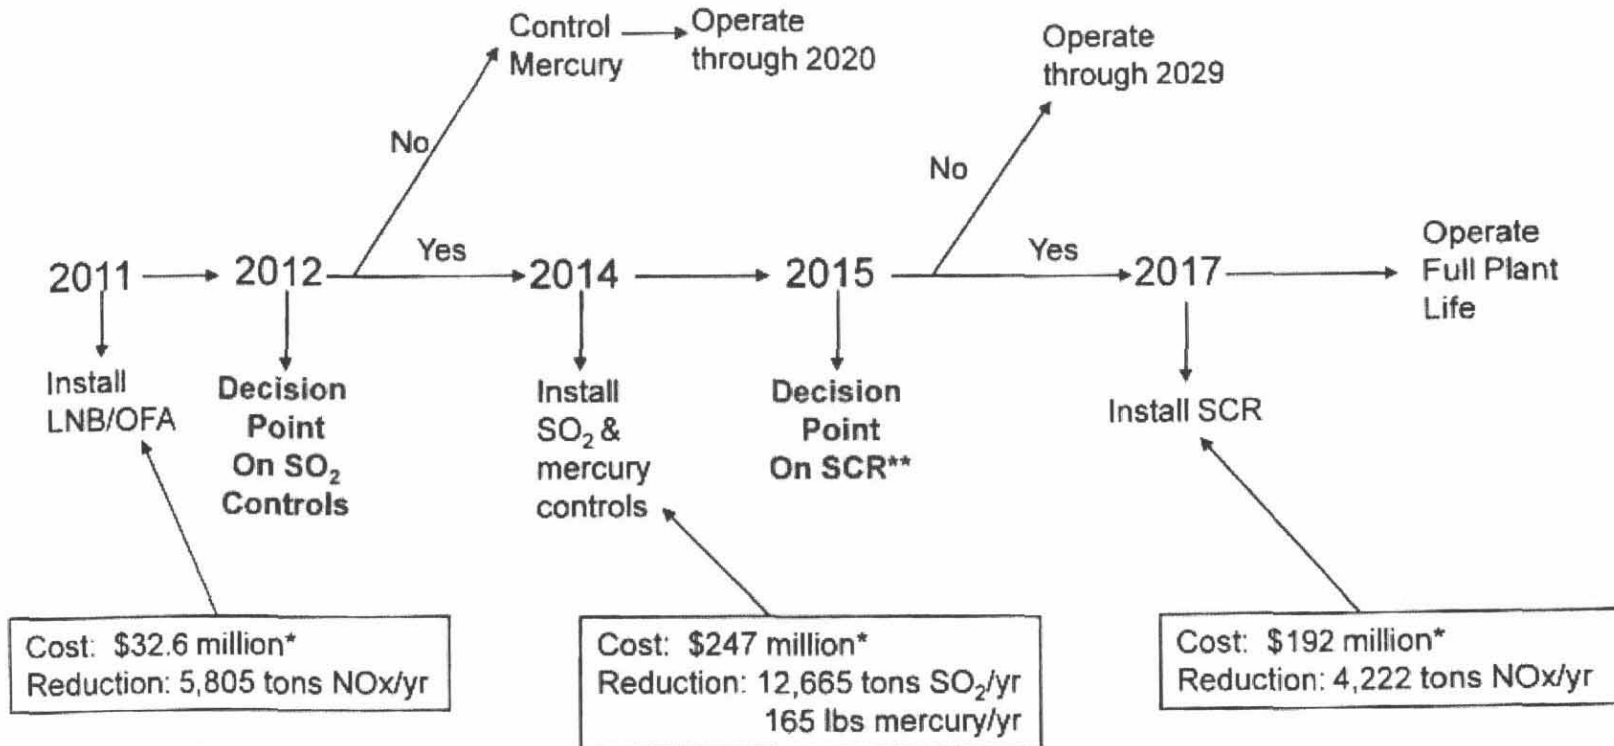 Control
Mercury
Operate
through 2020
Operate
through 2029
No
No
Yes
Yes
2011
2012
2014
2015
2017
Operate
Full Plant
Life
Install
LNB/OFA
Decision
Point
On SO₂
Controls
Install
SO₂ &
mercury
controls
Decision
Point
On SCR**
Install SCR
Cost: $32.6 million*
Reduction: 5,805 tons NOx/yr
Cost: $247 million*
Reduction: 12,665 tons SO₂/yr
165 lbs mercury/yr
Cost: $192 million*
Reduction: 4,222 tons NOx/yr